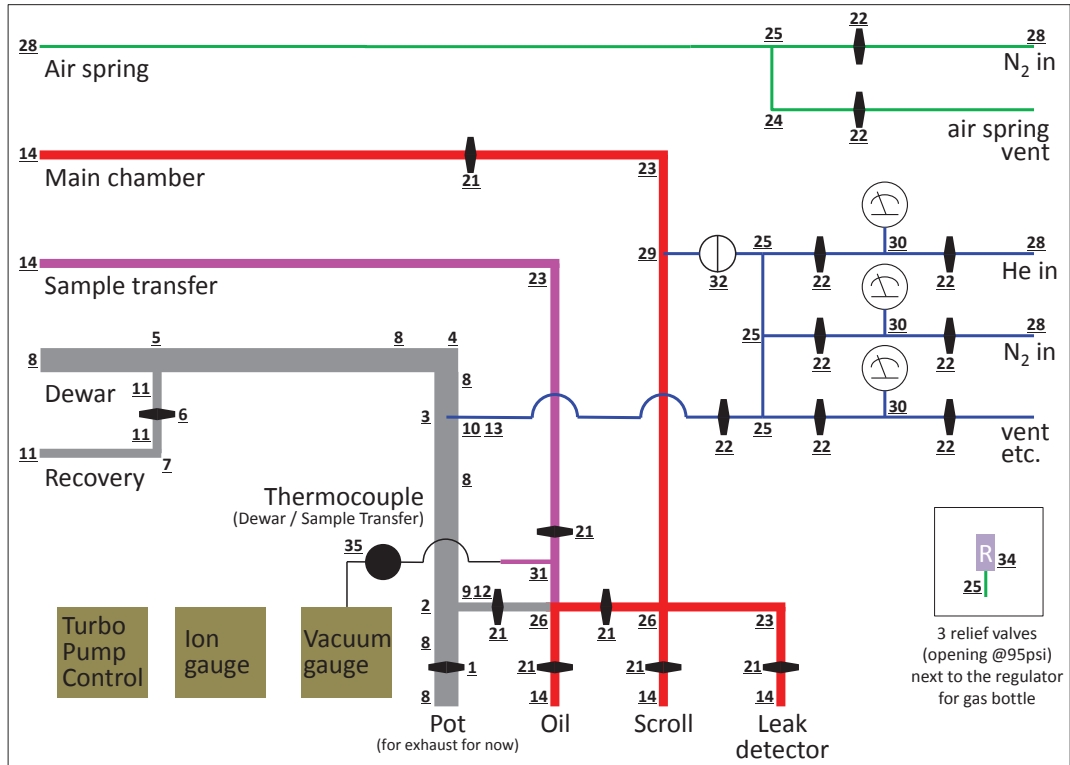 22
28 25 28
Air spring N2 in
24 22 air spring
vent
14 21 23
Main chamber
29 32 25 22 30 22 28
He in
14 23
Sample transfer
25 22 30 22 28
N2 in
5 8 4
8 8
Dewar
11 6
11
3 10 13 22 25 22 30 22
vent
etc.
11 7
Recovery
8
Thermocouple
(Dewar / Sample Transfer)
35 21
31
R 34
25
3 relief valves
(opening @95psi)
next to the regulator
for gas bottle
2 9 12 21 26 21 26 23
Turbo
Pump
Control
Ion
gauge
Vacuum
gauge
8 1 21 21 21
8 14 14 14
Pot
(for exhaust for now)
Oil
Scroll
Leak
detector